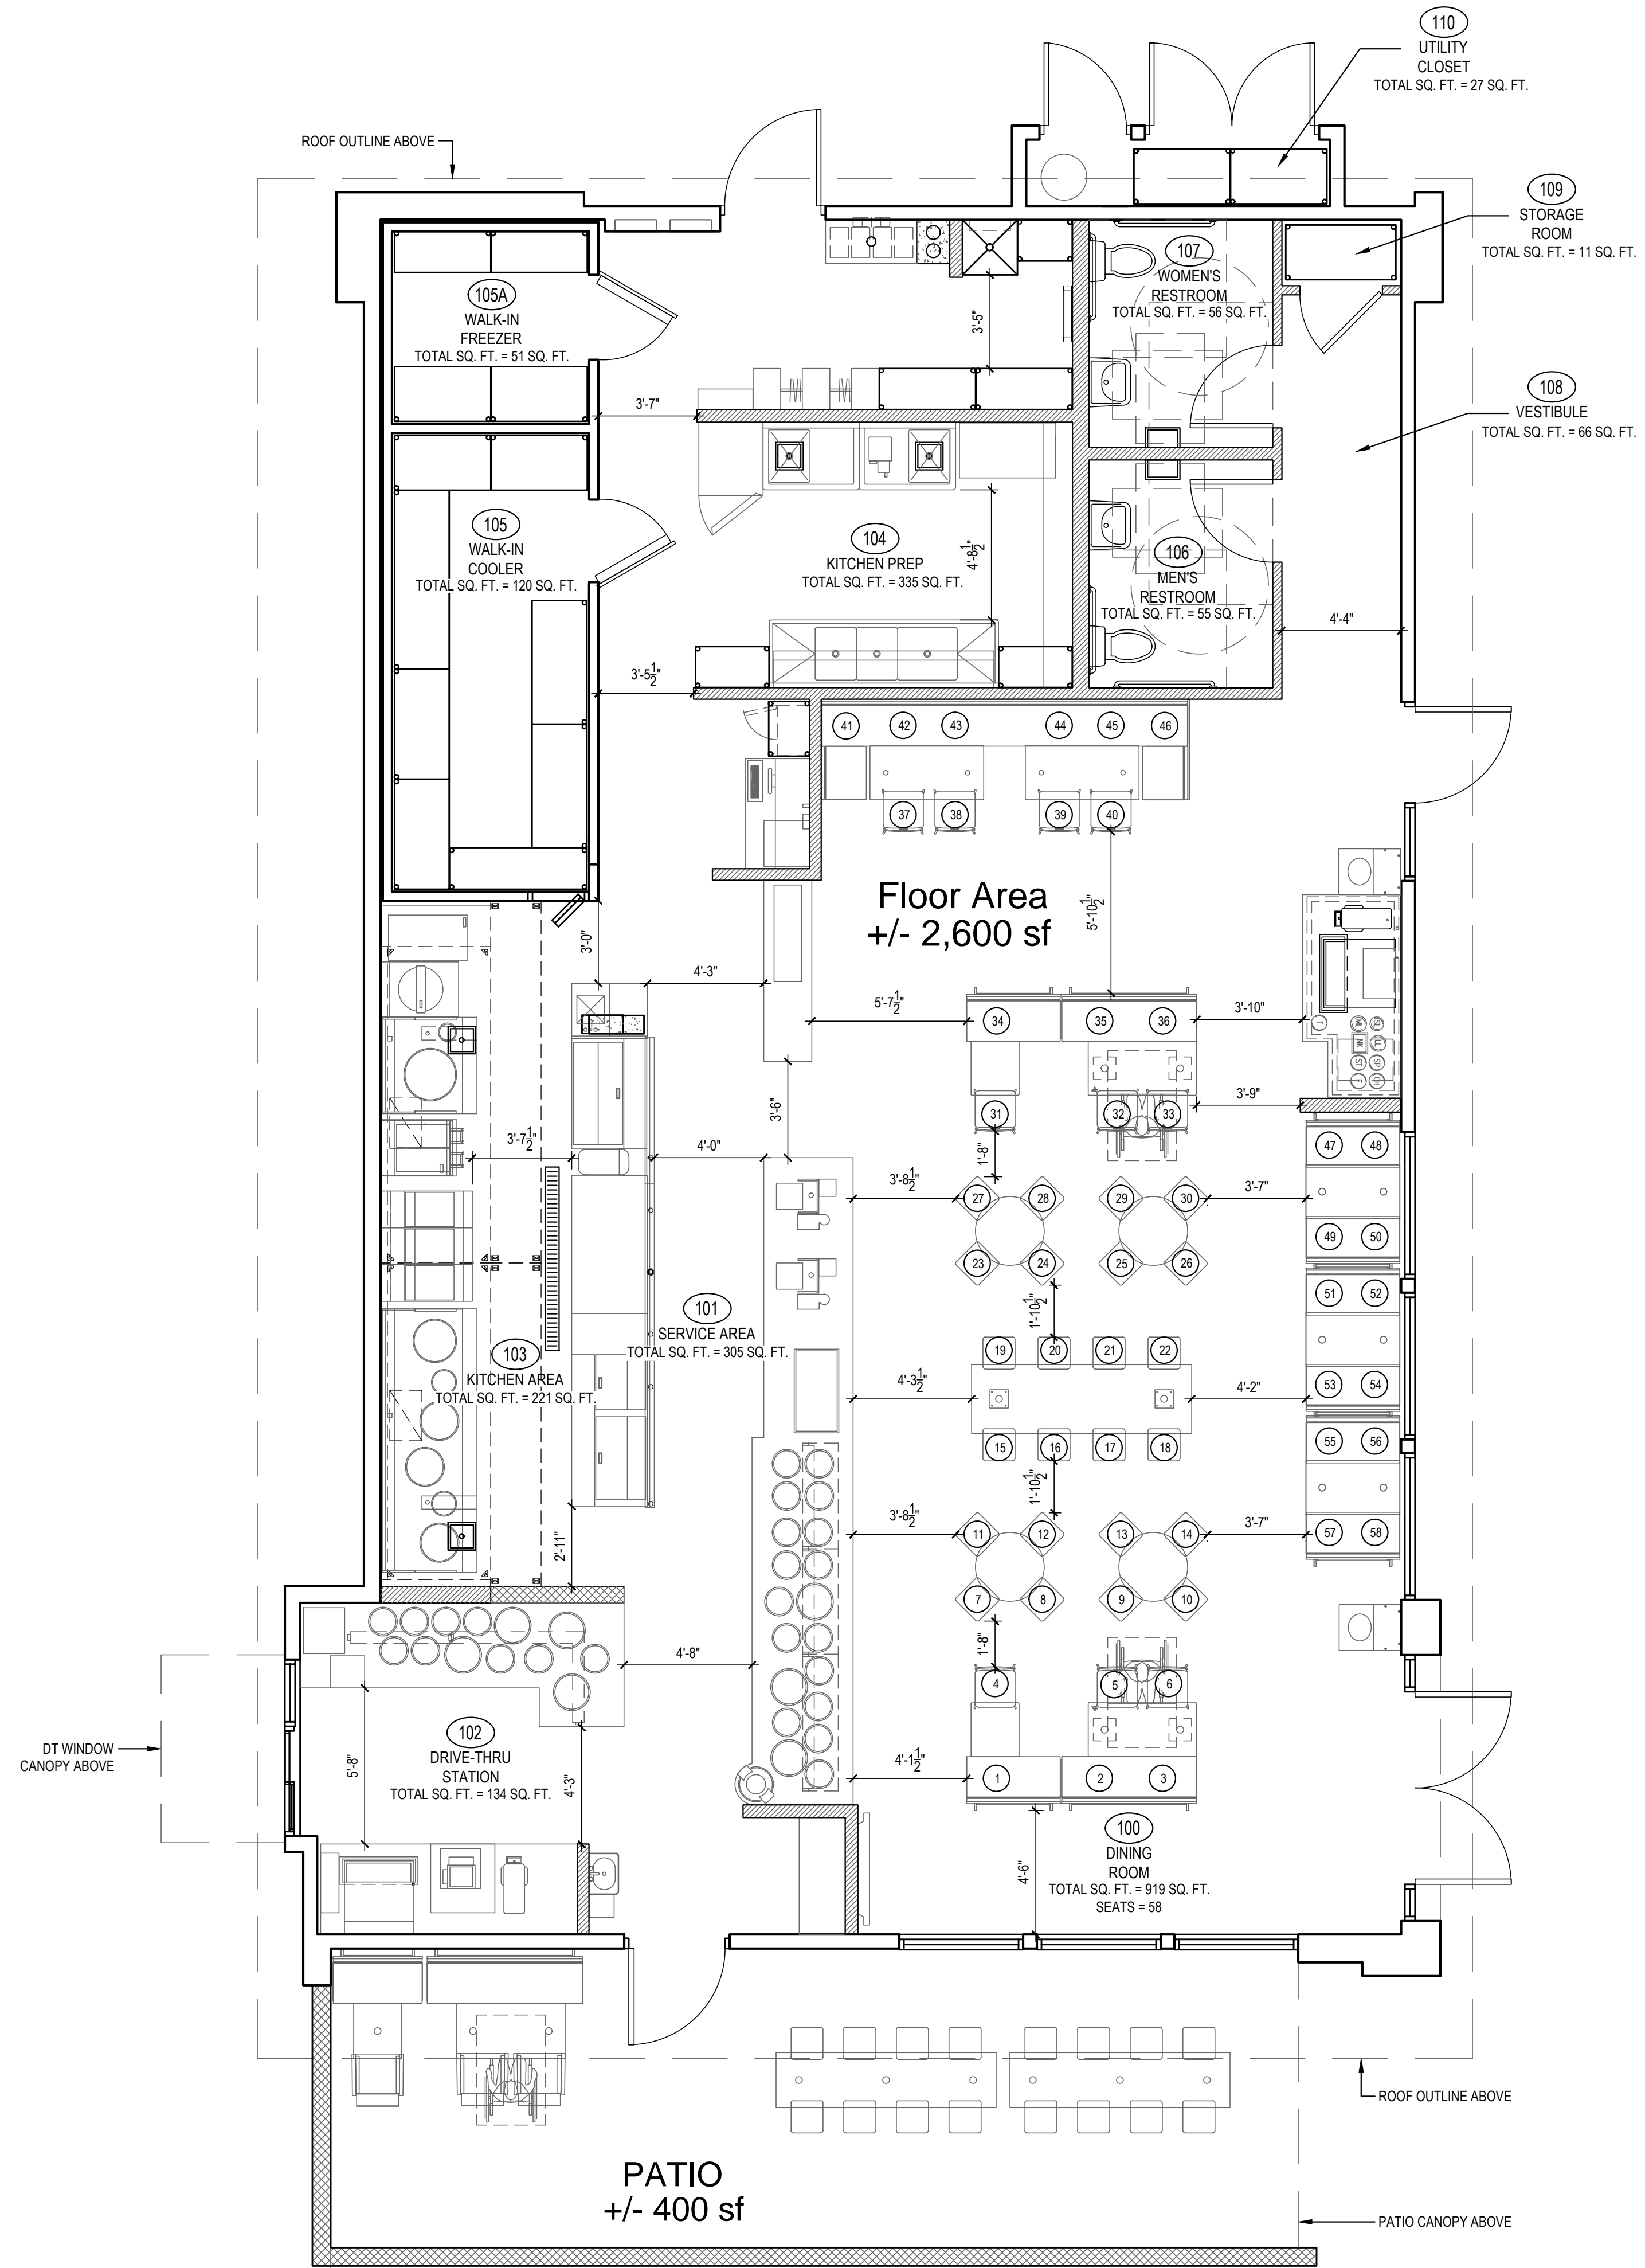 110
UTILITY
CLOSET
TOTAL SQ. FT. = 27 SQ. FT.
ROOF OUTLINE ABOVE
109
STORAGE
ROOM
TOTAL SQ. FT. = 11 SQ. FT.
107
WOMEN'S
RESTROOM
TOTAL SQ. FT. = 56 SQ. FT.
105A
WALK-IN
FREEZER
TOTAL SQ. FT. = 51 SQ. FT.
3'-5"
108
VESTIBULE
TOTAL SQ. FT. = 66 SQ. FT.
3'-7"
105
WALK-IN
COOLER
TOTAL SQ. FT. = 120 SQ. FT.
104
KITCHEN PREP
TOTAL SQ. FT. = 335 SQ. FT.
4'-8 1/2"
106
MEN'S
RESTROOM
TOTAL SQ. FT. = 55 SQ. FT.
4'-4"
3'-5 1/2"
41 42 43 44 45 46
37 38 39 40
Floor Area
+/- 2,600 sf
5'-10 1/2"
3'-0"
4'-3"
5'-7 1/2"
34 35 36
3'-10"
T
NK
ST
SP
F
CH
3'-6"
31 32 33
3'-9"
3'-7 1/2"
4'-0"
1'-8"
47 48
3'-8 1/2"
27 28 29 30
3'-7"
49 50
23 24 25 26
1'-10 1/2"
51 52
101
SERVICE AREA
TOTAL SQ. FT. = 305 SQ. FT.
103
KITCHEN AREA
TOTAL SQ. FT. = 221 SQ. FT.
19 20 21 22
4'-3 1/2"
4'-2"
53 54
15 16 17 18
55 56
1'-10 1/2"
3'-8 1/2"
11 12 13 14
3'-7"
57 58
2'-11"
7 8 9 10
1'-8"
4'-8"
4 5 6
102
DRIVE-THRU
STATION
TOTAL SQ. FT. = 134 SQ. FT.
5'-8"
4'-3"
DT WINDOW
CANOPY ABOVE
4'-1 1/2"
1 2 3
100
DINING
ROOM
TOTAL SQ. FT. = 919 SQ. FT.
SEATS = 58
4'-6"
ROOF OUTLINE ABOVE
PATIO
+/- 400 sf
PATIO CANOPY ABOVE